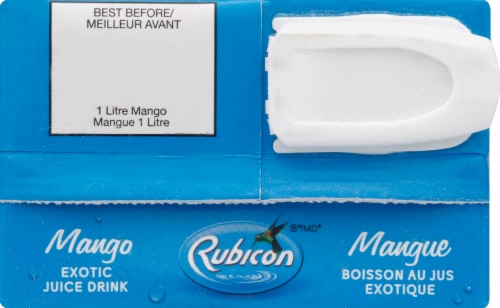 BEST BEFORE/
MEILLEUR AVANT
1 Litre Mango
Mangue 1 Litre
®/MD*
Mango
EXOTIC
JUICE DRINK
Rubicon
Mangue
BOISSON AU JUS
EXOTIQUE